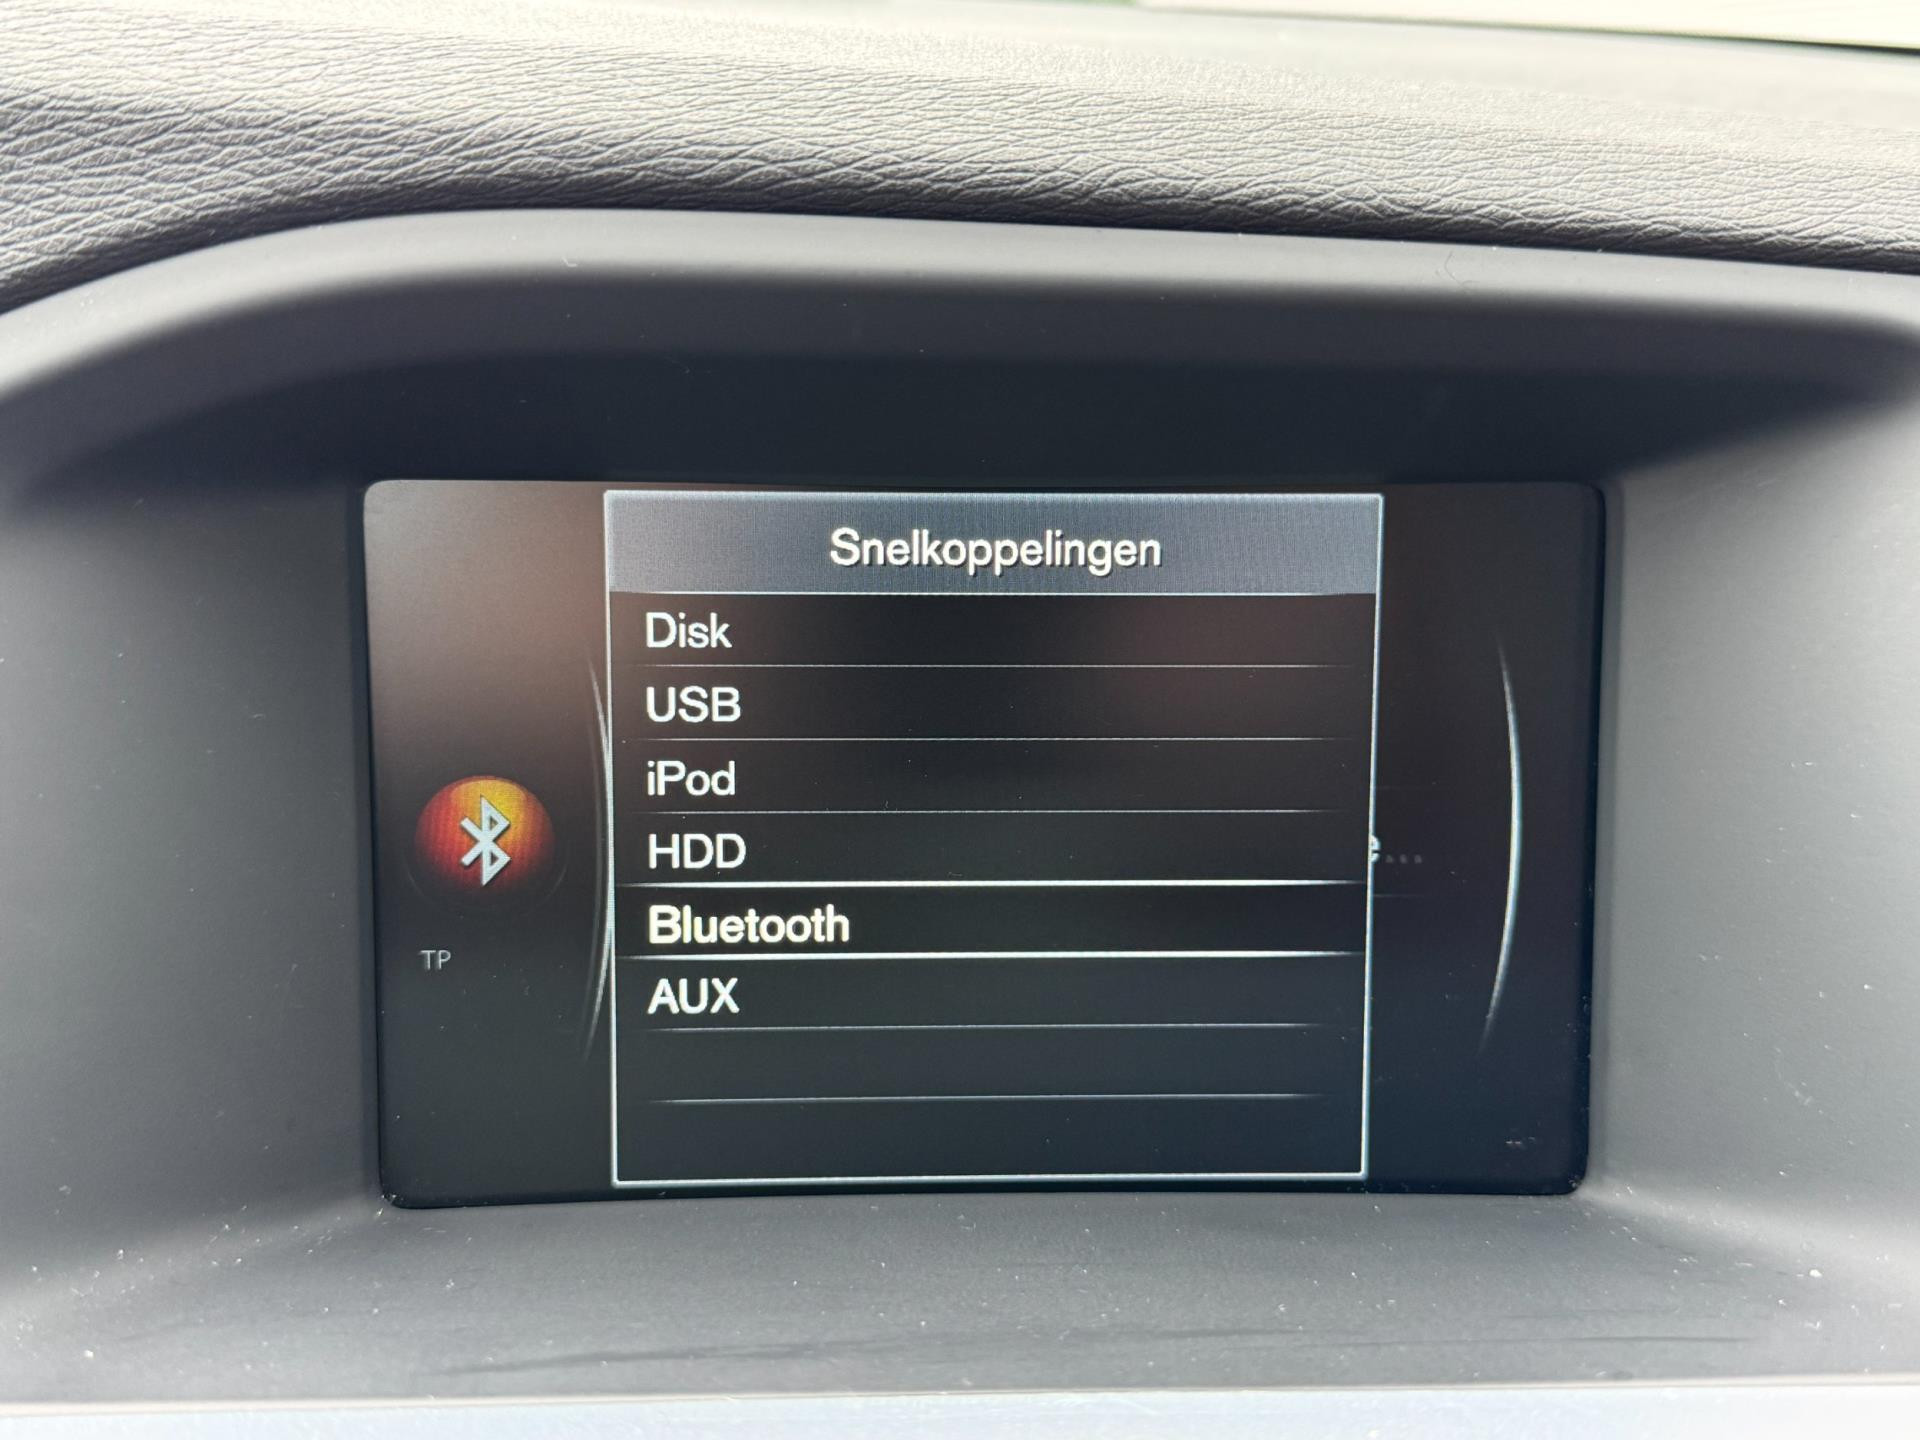 Snelkoppelingen
Disk
USB
iPod
HDD
Bluetooth
AUX
TP